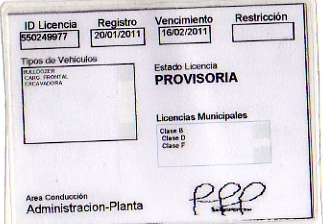 ID Licencia Registro Vencimiento Restricción
550249977 20/01/2011 16/02/2011
Tipos de Vehiculos
BULLDOZER
CARG. FRONTAL
EXCAVADORA
Estado Licencia
PROVISORIA
Licencias Municipales
Clase B
Clase D
Clase F
Area Conducción
Administracion-Planta